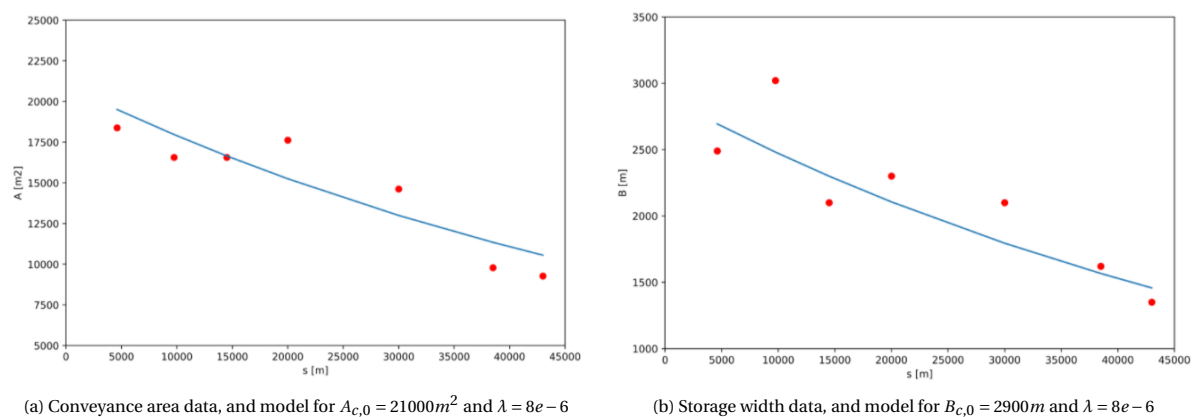 25000
22500
20000
17500
15000
12500
10000
7500
5000
A [m2]
0 5000 10000 15000 20000 25000 30000 35000 40000 45000
s [m]
(a) Conveyance area data, and model for A_{c,0} = 21000m² and λ = 8e−6
3500
3000
2500
2000
1500
1000
B [m]
0 5000 10000 15000 20000 25000 30000 35000 40000 45000
s [m]
(b) Storage width data, and model for B_{c,0} = 2900m and λ = 8e−6